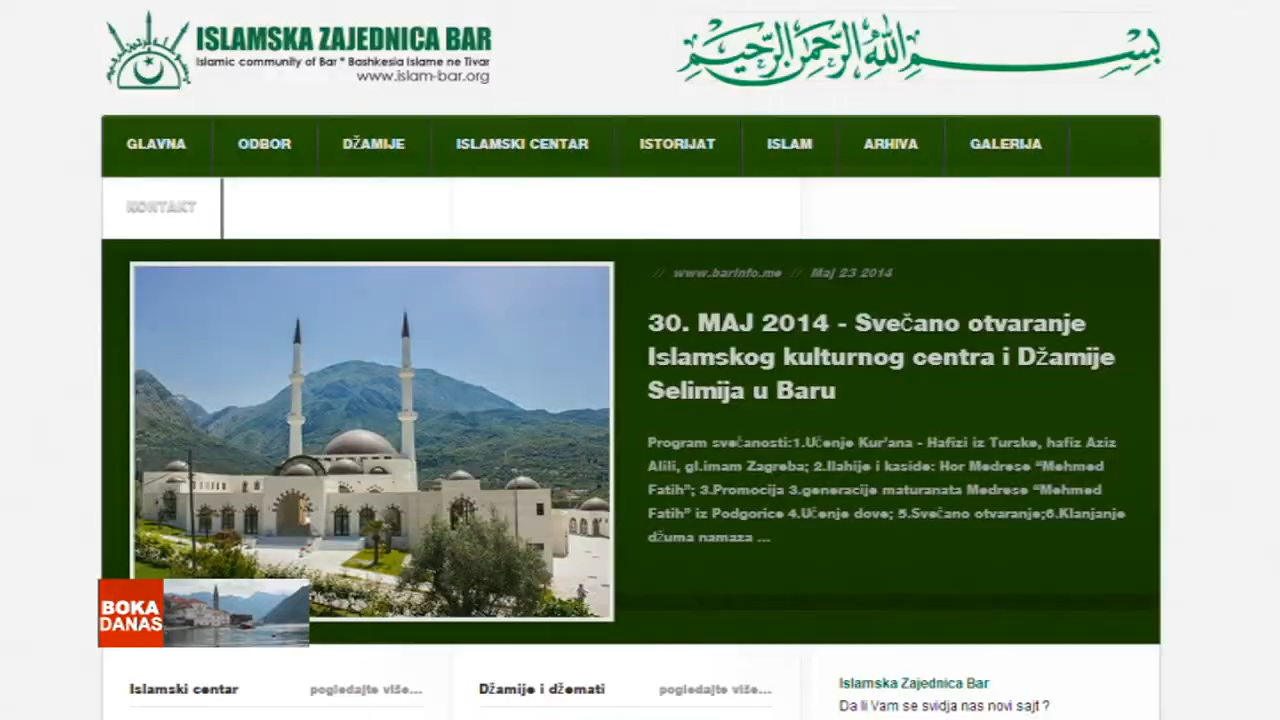 ISLAMSKA ZAJEDNICA BAR
Islamic community of Bar * Bashkesia Islame ne Tivar
www.islam-bar.org
بسم الله الرحمن الرحيم
GLAVNA ODBOR DŽAMIJE ISLAMSKI CENTAR ISTORIJAT ISLAM ARHIVA GALERIJA
KONTAKT
// www.barinfo.me // Maj 23 2014
30. MAJ 2014 - Svečano otvaranje
Islamskog kulturnog centra i Džamije
Selimija u Baru
Program svečanosti:1.Učenje Kur'ana - Hafizi iz Turske, hafiz Aziz
Alili, gl.imam Zagreba; 2.Ilahije i kaside: Hor Medrese “Mehmed
Fatih”; 3.Promocija 3.generacije maturanata Medrese “Mehmed
Fatih” iz Podgorice 4.Učenje dove; 5.Svečano otvaranje;6.Klanjanje
džuma namaza ...
BOKA
DANAS
Islamski centar pogledajte više...
Džamije i džemati pogledajte više...
Islamska Zajednica Bar
Da li Vam se svidja nas novi sajt ?